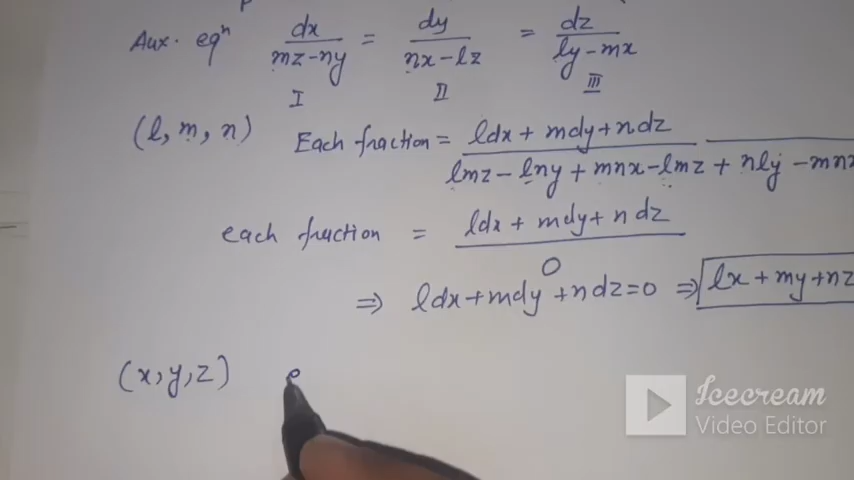 Aux. eqⁿ dx/(mz-ny) = dy/(nx-lz) = dz/(ly-mx)
I II III
(l, m, n) Each fraction = (ldx + mdy + ndz)/(lmz - lny + mnx - lmz + nly - mnx
each fraction = (ldx + mdy + ndz)/0
⇒ ldx+mdy+ndz=0 ⇒ lx + my + nz
(x, y, z) e
Icecream
Video Editor